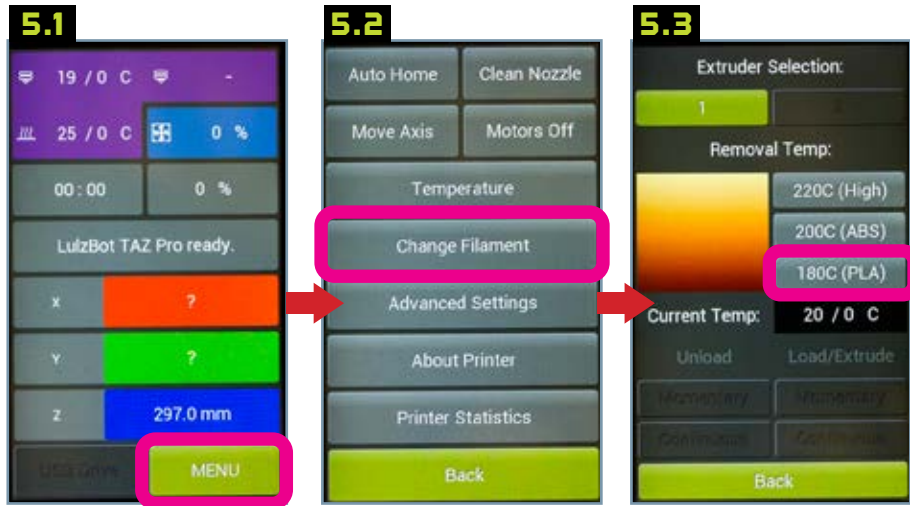 5.1
19 / 0 C -
25 / 0 C 0 %
00 : 00 0 %
LulzBot TAZ Pro ready.
X ?
Y ?
Z 297.0 mm
USB Drive MENU
5.2
Auto Home Clean Nozzle
Move Axis Motors Off
Temperature
Change Filament
Advanced Settings
About Printer
Printer Statistics
Back
5.3
Extruder Selection:
1 2
Removal Temp:
220C (High)
200C (ABS)
180C (PLA)
Current Temp: 20 / 0 C
Unload Load/Extrude
Momentary Momentary
Continuous Continuous
Back